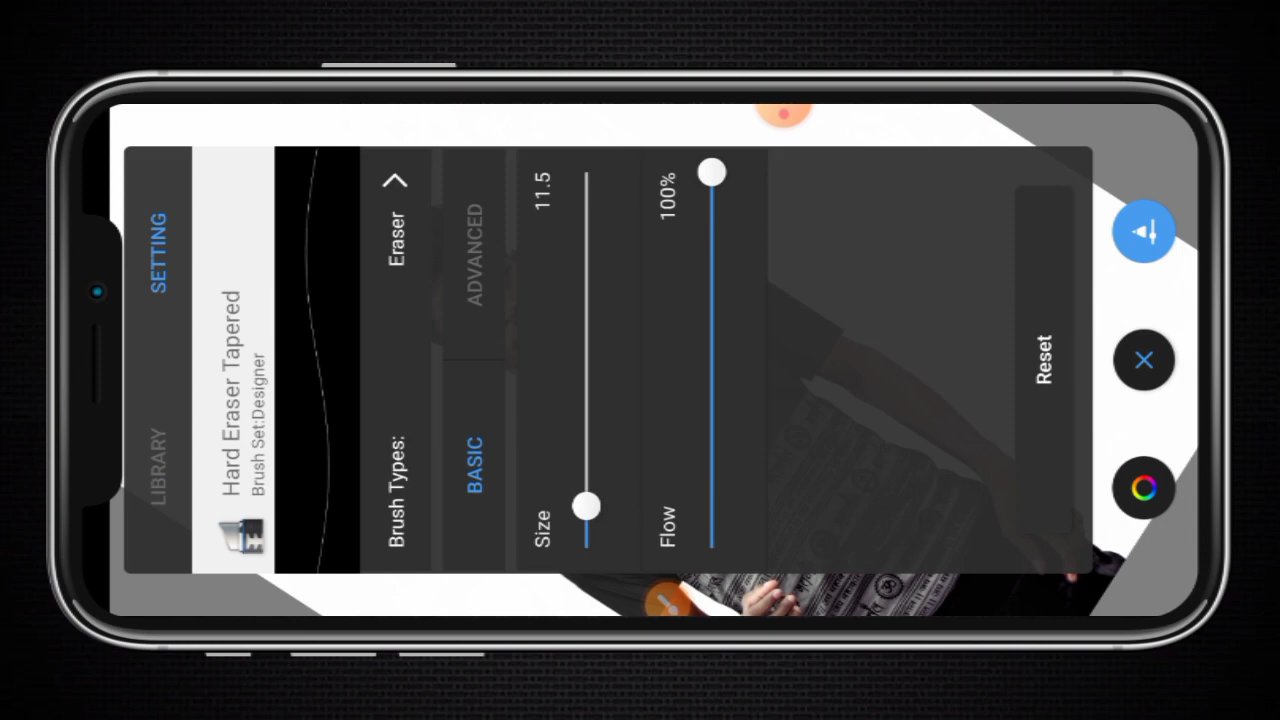 LIBRARY
SETTING
Hard Eraser Tapered
Brush Set:Designer
Brush Types:
Eraser
BASIC
ADVANCED
Size
11.5
Flow
100%
Reset